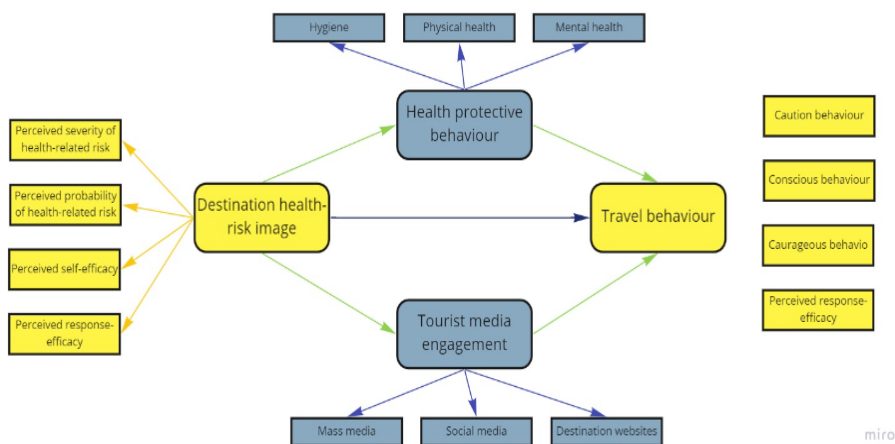 Hygiene
Physical health
Mental health
Health protective
behaviour
Perceived severity of
health-related risk
Perceived probability
of health-related risk
Perceived self-efficacy
Perceived response-
efficacy
Destination health-
risk image
Travel behaviour
Caution behaviour
Conscious behaviour
Caurageous behavio
Perceived response-
efficacy
Tourist media
engagement
Mass media
Social media
Destination websites
miro